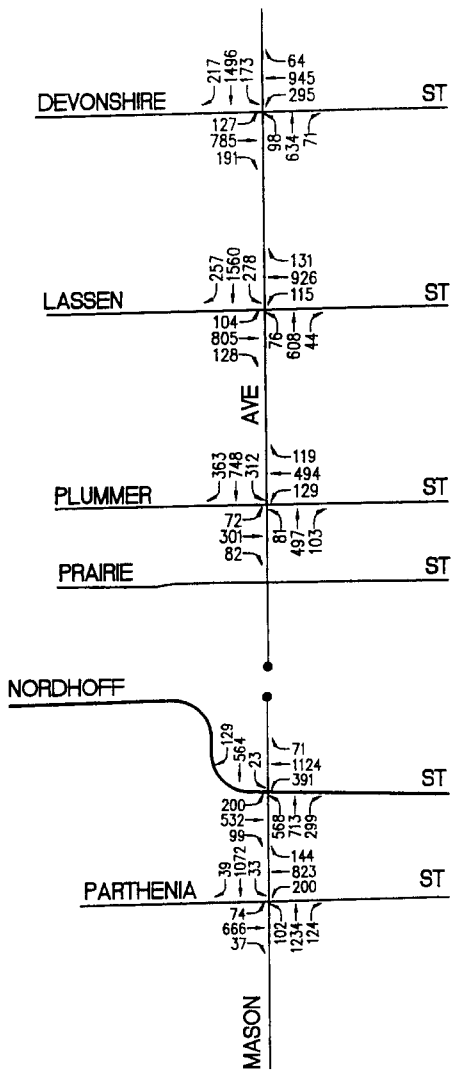 217 1496 173
64
945
295
DEVONSHIRE ST
127
785
191
98 634 71
257 1560 278
131
926
115
LASSEN ST
104
805
128
76 608 44
AVE
363 748 312
119
494
129
PLUMMER ST
72
301
82
81 497 103
PRAIRIE ST
NORDHOFF
129 564 23
71
1124
391
ST
200
532
99
568 713 299
39 1072 33
144
823
200
PARTHENIA ST
74
666
37
102 1234 124
MASON